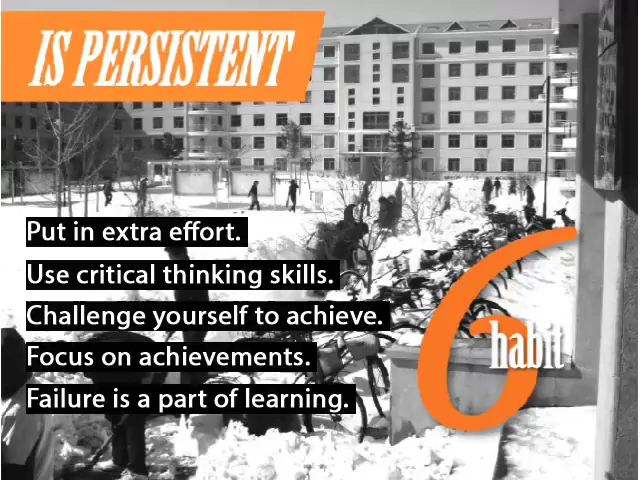 IS PERSISTENT
Put in extra effort.
Use critical thinking skills.
Challenge yourself to achieve.
Focus on achievements.
Failure is a part of learning.
6
habit